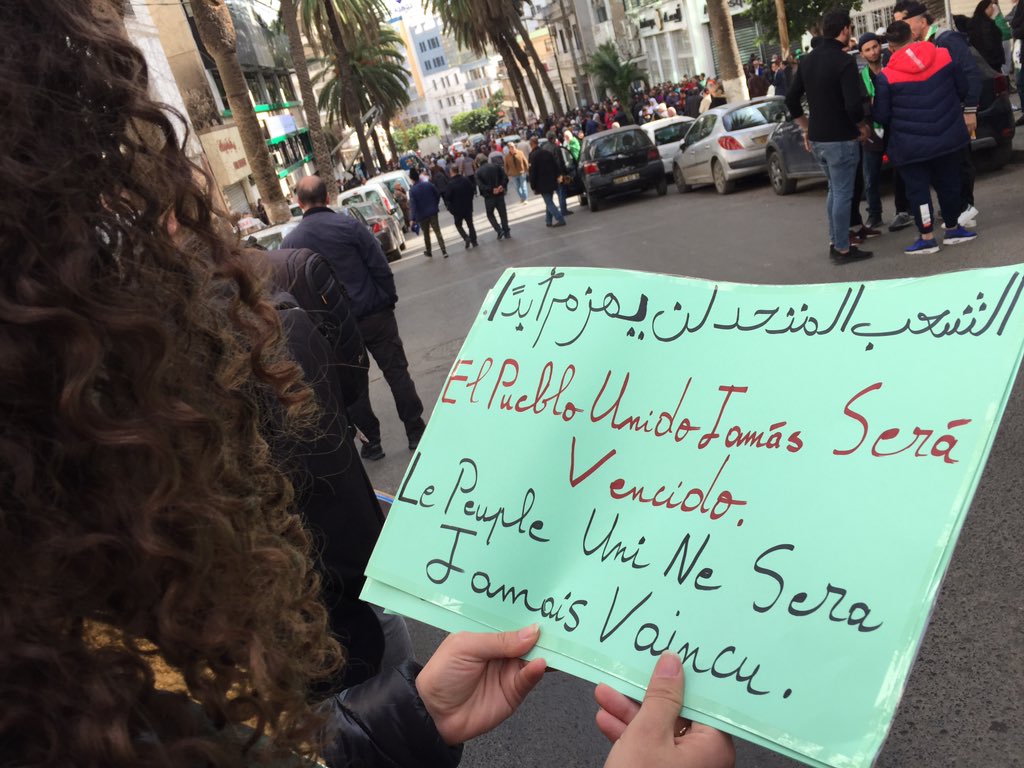 الشعب المتحد لن يهزم أبدًا.
El Pueblo Unido Jamás Será
Vencido.
Le Peuple Uni Ne Sera
Jamais Vaincu.